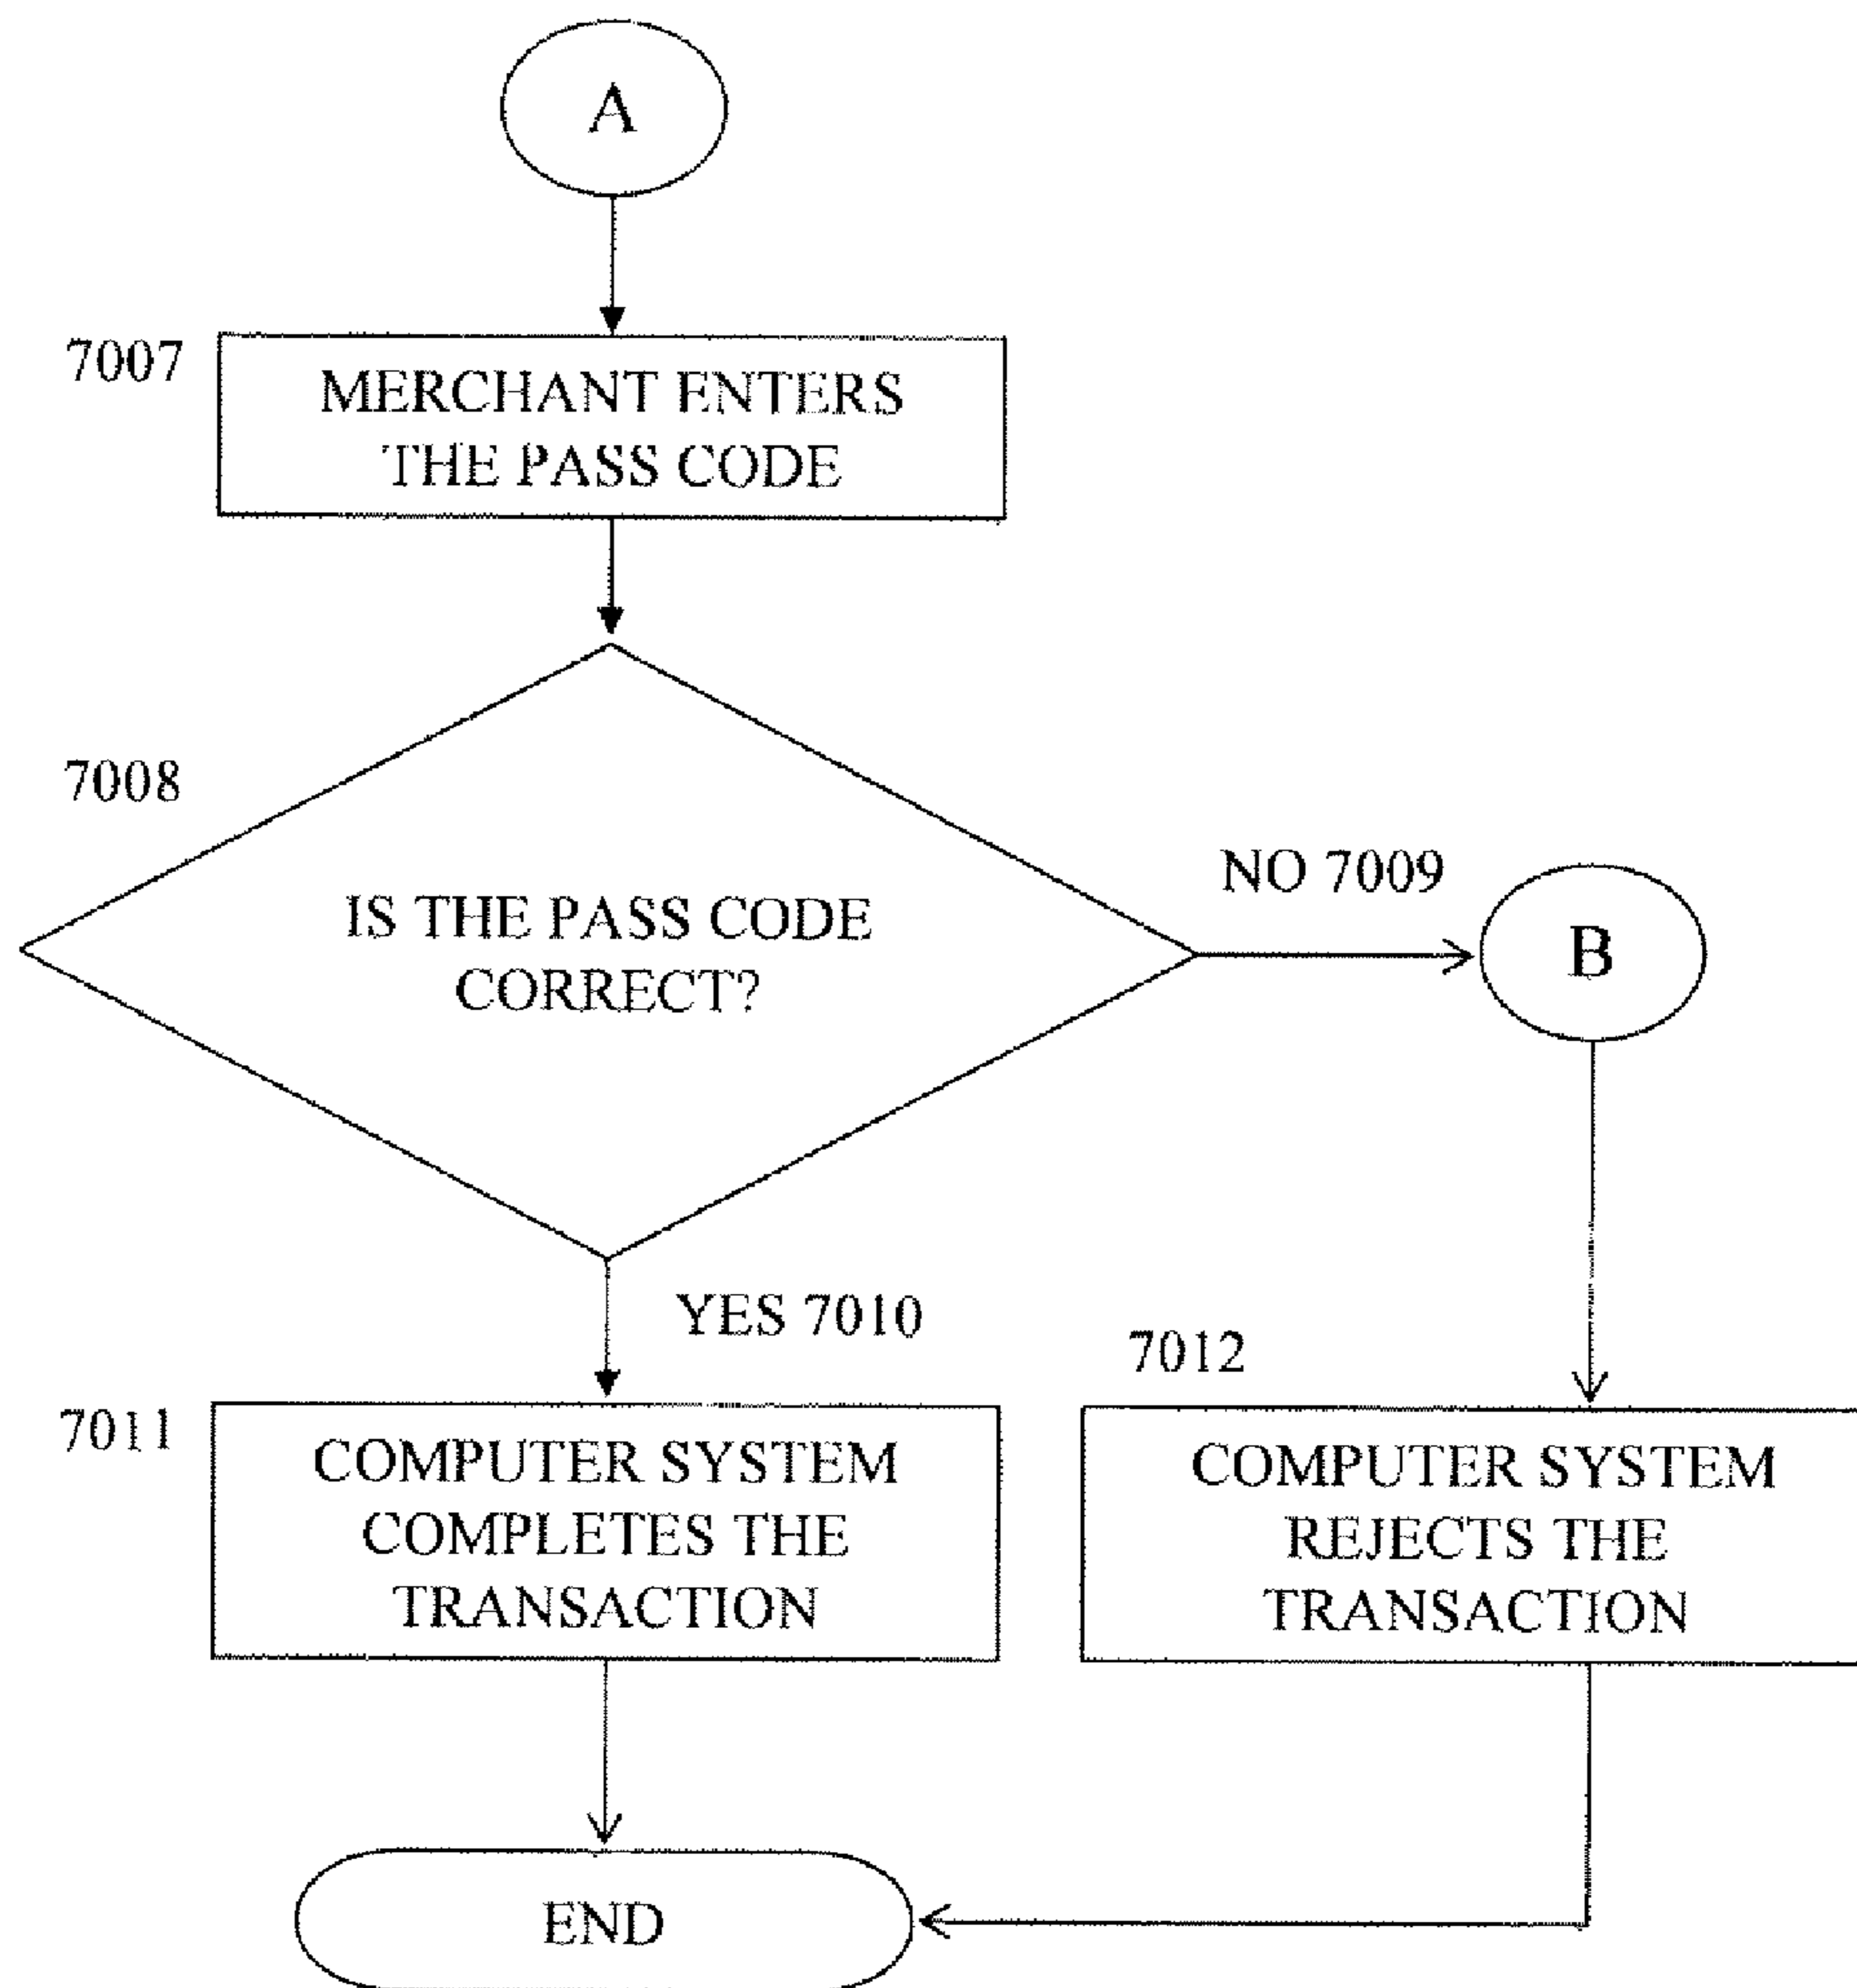 A
7007
MERCHANT ENTERS
THE PASS CODE
7008
IS THE PASS CODE
CORRECT?
NO 7009
B
YES 7010
7011
COMPUTER SYSTEM
COMPLETES THE
TRANSACTION
7012
COMPUTER SYSTEM
REJECTS THE
TRANSACTION
END